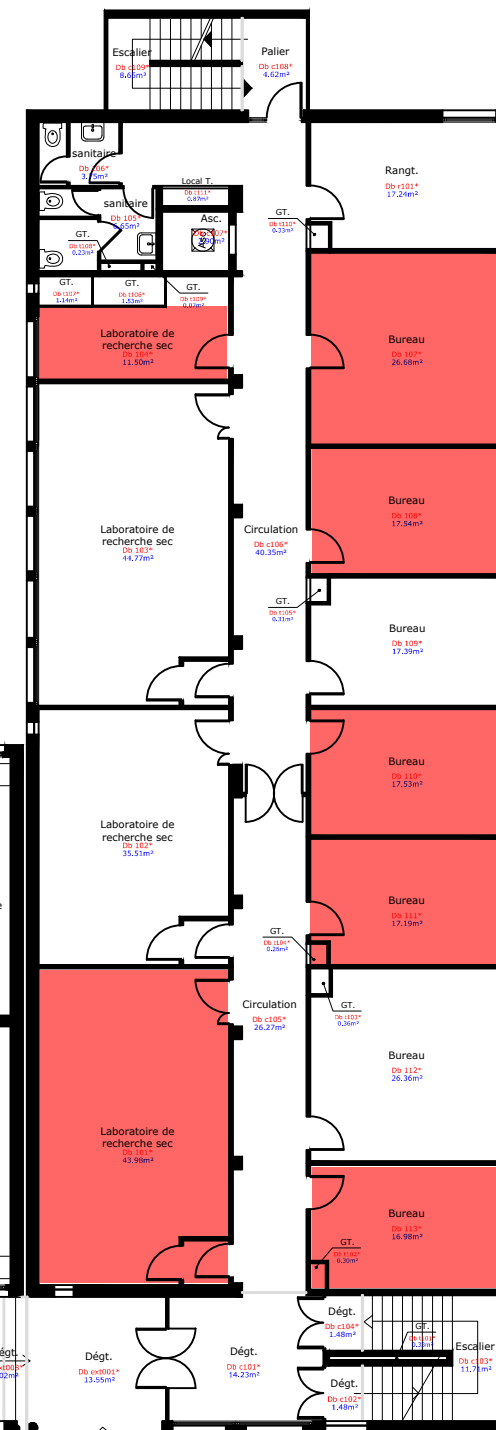 Escalier
Db c109*
8.65m²
Palier
Db c108*
4.62m²
sanitaire
Db 106*
3.75m²
Local T.
Db t111*
0.87m²
Rangt.
Db r101*
17.24m²
sanitaire
Db 105*
6.65m²
Asc.
GT.
Db t110*
0.33m²
GT.
Db t108*
0.23m²
GT.
Db t107*
1.14m²
GT.
Db t106*
1.53m²
GT.
Db t109*
0.07m²
Laboratoire de
recherche sec
Db 104*
11.50m²
Bureau
Db 107*
26.68m²
Bureau
Db 108*
17.54m²
Laboratoire de
recherche sec
Db 103*
44.77m²
Circulation
Db c106*
40.35m²
GT.
Db t105*
0.31m²
Bureau
Db 109*
17.39m²
Bureau
Db 110*
17.53m²
Laboratoire de
recherche sec
Db 102*
35.51m²
Bureau
Db 111*
17.19m²
GT.
Db t104*
0.26m²
Circulation
Db c105*
26.27m²
GT.
Db t103*
0.36m²
Bureau
Db 112*
26.36m²
Laboratoire de
recherche sec
Db 101*
43.98m²
Bureau
Db 113*
16.98m²
GT.
Db t102*
0.30m²
Dégt.
Db c104*
1.48m²
GT.
Db t101*
Escalier
Db c103*
11.71m²
Dégt.
Db ext001*
13.55m²
Dégt.
Db c101*
14.23m²
Dégt.
Db c102*
1.48m²